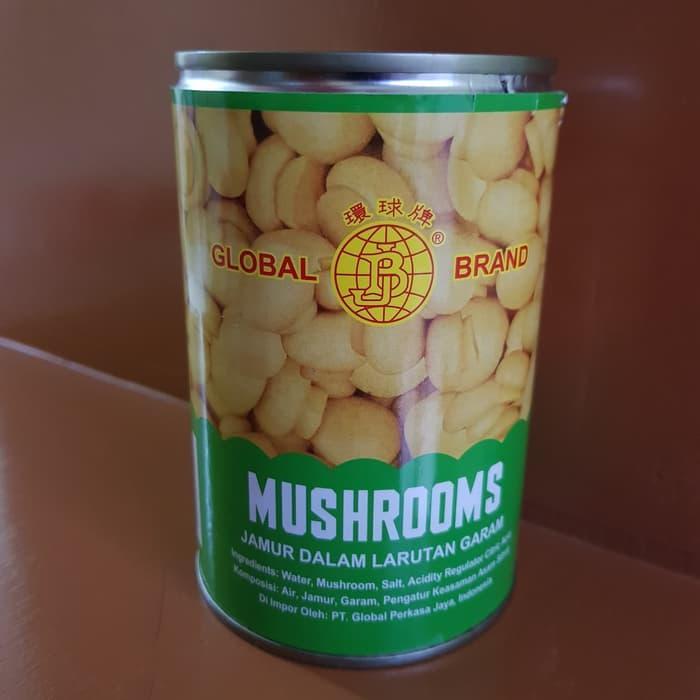 環球牌
GLOBAL BRAND
JB
®
MUSHROOMS
JAMUR DALAM LARUTAN GARAM
Ingredients: Water, Mushroom, Salt, Acidity Regulator Citric Acid
Komposisi: Air, Jamur, Garam, Pengatur Keasaman Asam Sitrat
Di Impor Oleh: PT. Global Perkasa Jaya, Indonesia